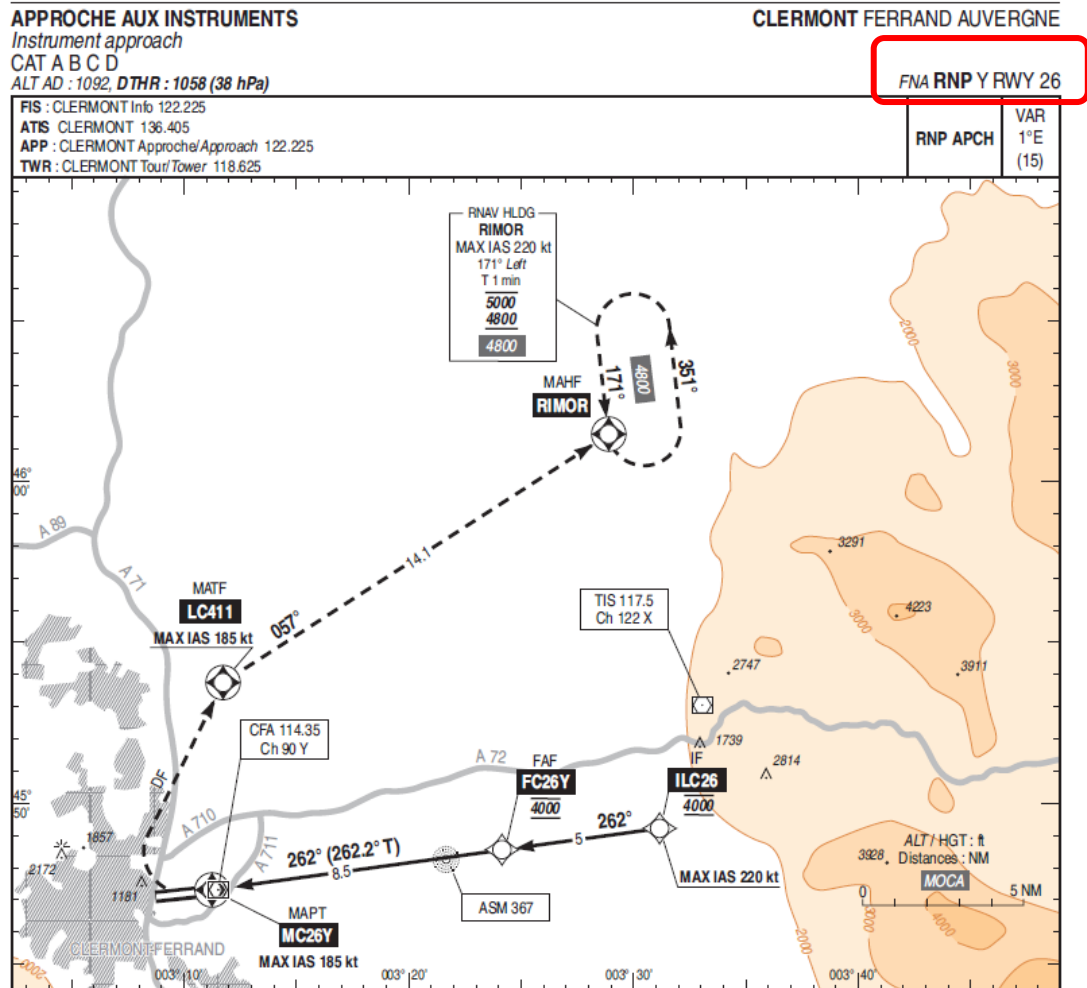 APPROCHE AUX INSTRUMENTS
Instrument approach
CAT A B C D
ALT AD : 1092, DTHR : 1058 (38 hPa)
CLERMONT FERRAND AUVERGNE
FNA RNP Y RWY 26
FIS : CLERMONT Info 122.225
ATIS CLERMONT 136.405
APP : CLERMONT Approche/Approach 122.225
TWR : CLERMONT Tour/Tower 118.625
RNP APCH
VAR
1°E
(15)
RNAV HLDG
RIMOR
MAX IAS 220 kt
171° Left
T 1 min
5000
4800
4800
2000
3000
171°
4800
351°
MAHF
RIMOR
46°
00'
A 89
A 71
14.1
3291
3000
4223
3911
2747
MATF
LC411
MAX IAS 185 kt
057°
TIS 117.5
Ch 122 X
CFA 114.35
Ch 90 Y
DF
A 72
1739
2814
FAF
FC26Y
4000
IF
ILC26
4000
45°
50'
A 710
A 711
1857
2172
1181
262° (262.2° T)
8.5
5
262°
MAX IAS 220 kt
ASM 367
3928
ALT / HGT : ft
Distances : NM
MOCA
0
5 NM
3000
4000
2000
MAPT
MC26Y
MAX IAS 185 kt
CLERMONT-FERRAND
2000
003° 10'
003° 20'
003° 30'
003° 40'